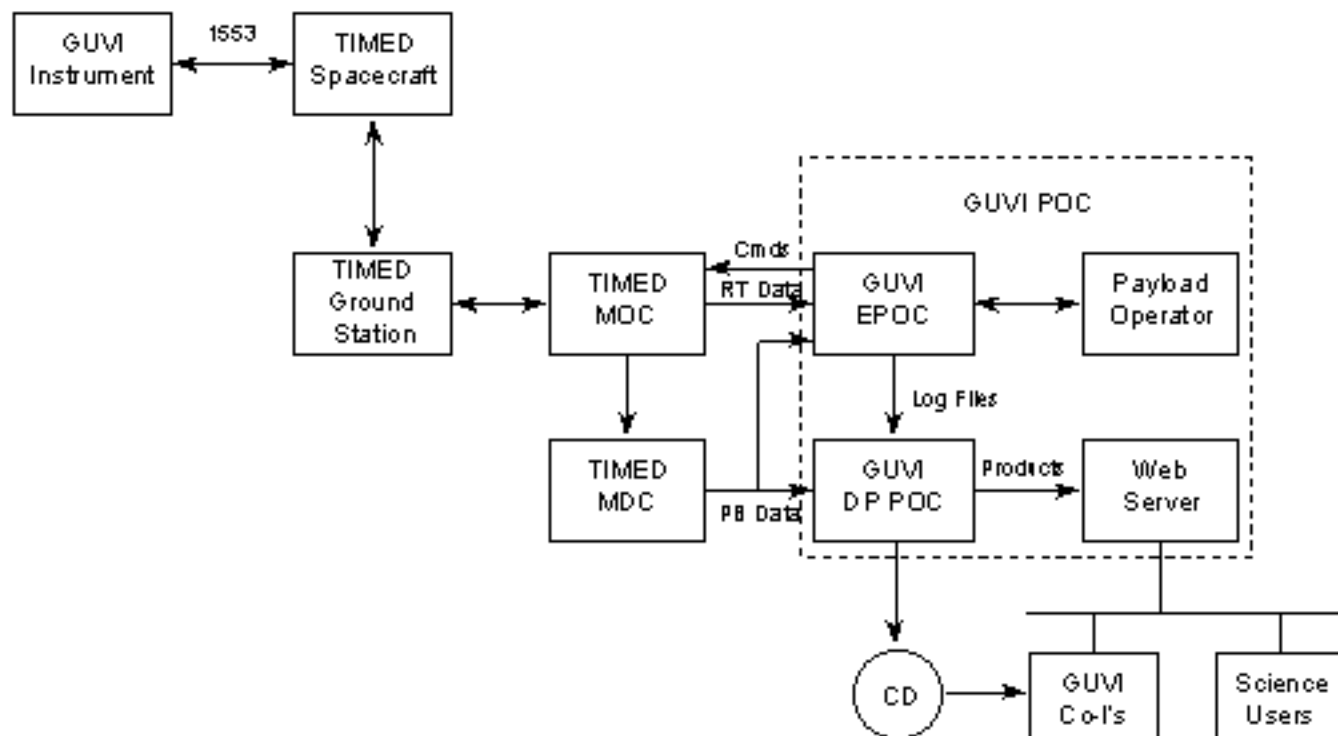 GUVI
Instrument
1553
TIMED
Spacecraft
GUVI POC
TIMED
Ground
Station
TIMED
MOC
Cmds
RT Data
GUVI
EPOC
Payload
Operator
Log Files
TIMED
MDC
PB Data
GUVI
DP POC
Products
Web
Server
CD
GUVI
Co-I's
Science
Users